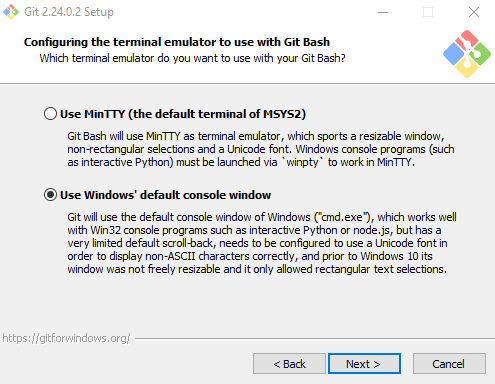 Git 2.24.0.2 Setup
Configuring the terminal emulator to use with Git Bash
Which terminal emulator do you want to use with your Git Bash?
Use MinTTY (the default terminal of MSYS2)
Git Bash will use MinTTY as terminal emulator, which sports a resizable window,
non-rectangular selections and a Unicode font. Windows console programs (such
as interactive Python) must be launched via `winpty` to work in MinTTY.
Use Windows' default console window
Git will use the default console window of Windows ("cmd.exe"), which works well
with Win32 console programs such as interactive Python or node.js, but has a
very limited default scroll-back, needs to be configured to use a Unicode font in
order to display non-ASCII characters correctly, and prior to Windows 10 its
window was not freely resizable and it only allowed rectangular text selections.
https://gitforwindows.org/
< Back
Next >
Cancel